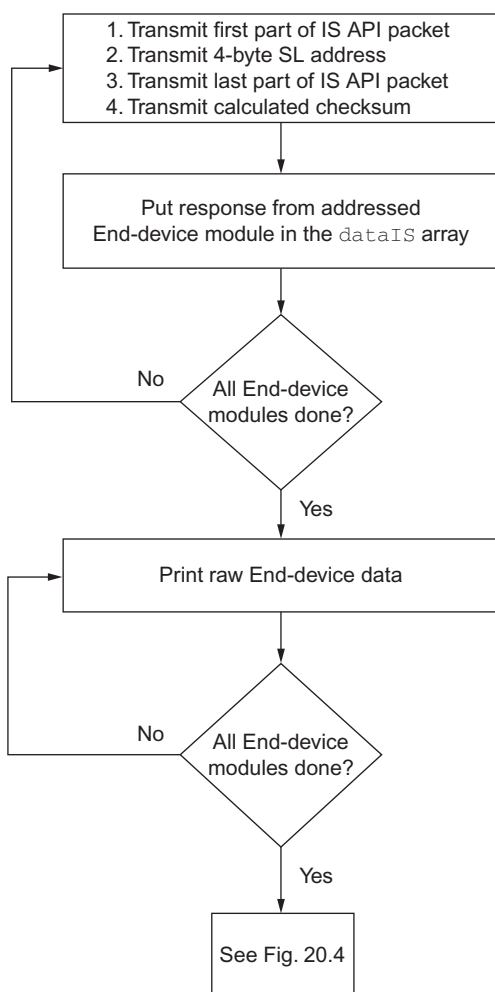 1. Transmit first part of IS API packet
2. Transmit 4-byte SL address
3. Transmit last part of IS API packet
4. Transmit calculated checksum
Put response from addressed
End-device module in the dataIS array
No
All End-device
modules done?
Yes
Print raw End-device data
No
All End-device
modules done?
Yes
See Fig. 20.4